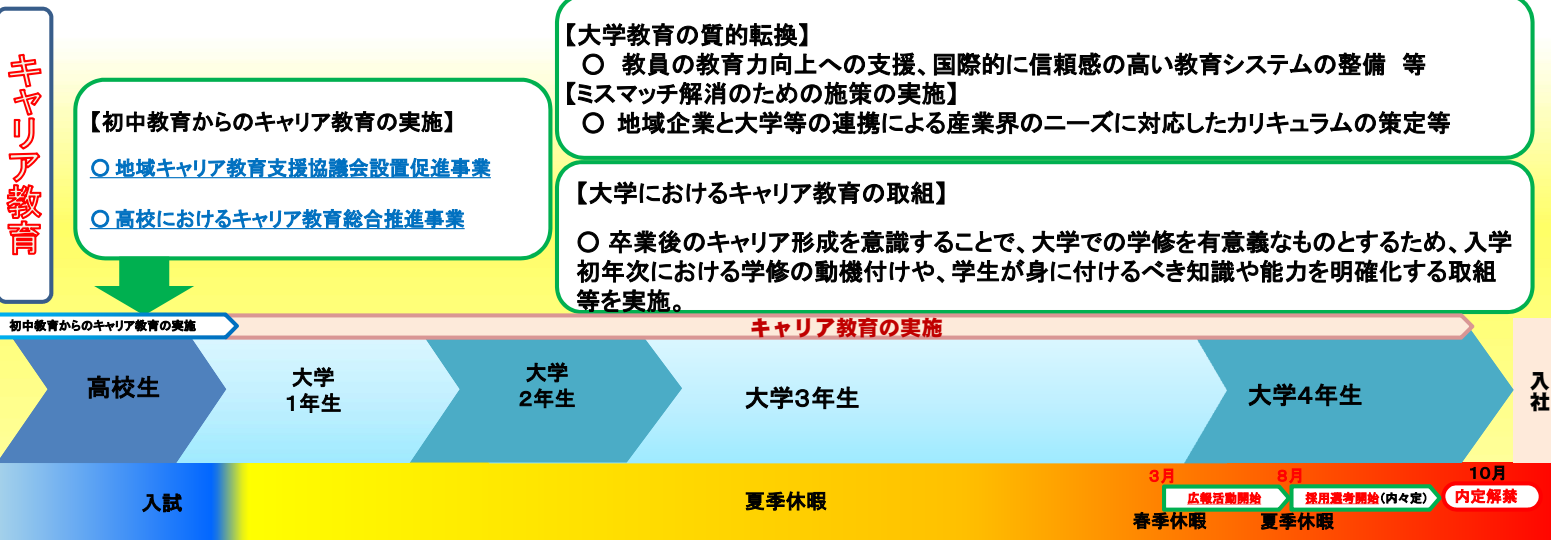 キャリア教育
【大学教育の質的転換】
○ 教員の教育力向上への支援、国際的に信頼感の高い教育システムの整備 等
【ミスマッチ解消のための施策の実施】
○ 地域企業と大学等の連携による産業界のニーズに対応したカリキュラムの策定等
【初中教育からのキャリア教育の実施】
○ 地域キャリア教育支援協議会設置促進事業
○ 高校におけるキャリア教育総合推進事業
【大学におけるキャリア教育の取組】
○ 卒業後のキャリア形成を意識することで、大学での学修を有意義なものとするため、入学
初年次における学修の動機付けや、学生が身に付けるべき知識や能力を明確化する取組
等を実施。
初中教育からのキャリア教育の実施
キャリア教育の実施
高校生
大学
1年生
大学
2年生
大学3年生
大学4年生
入社
入試
夏季休暇
3月
広報活動開始
春季休暇
8月
採用選考開始(内々定)
夏季休暇
10月
内定解禁